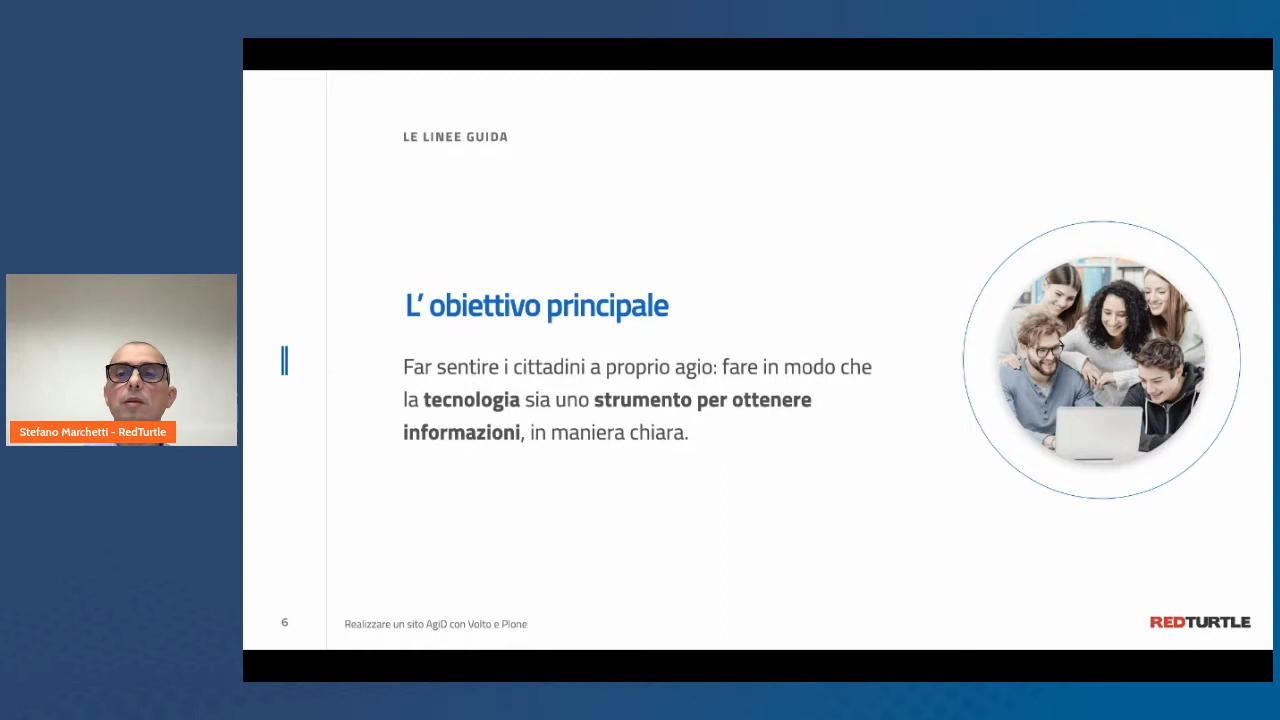 LE LINEE GUIDA
L' obiettivo principale
Far sentire i cittadini a proprio agio: fare in modo che
la tecnologia sia uno strumento per ottenere
informazioni, in maniera chiara.
Stefano Marchetti - RedTurtle
6
Realizzare un sito AgiD con Volto e Plone
REDTURTLE